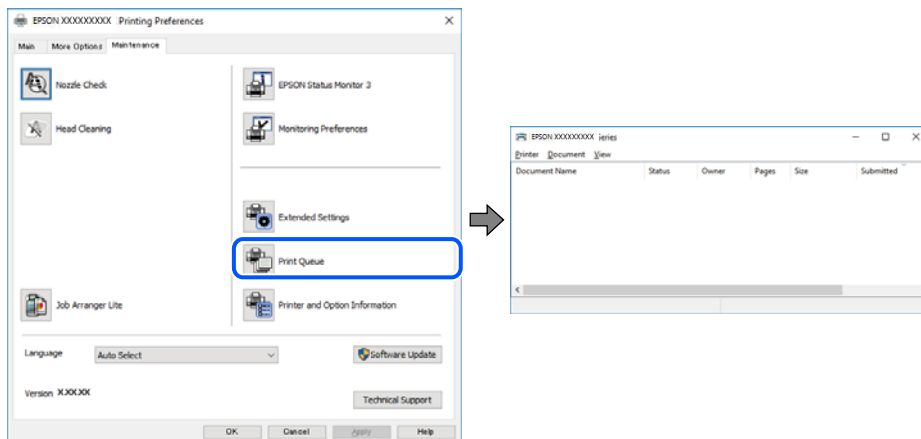 EPSON XXXXXXXXX Printing Preferences
Main More Options Maintenance
Nozzle Check
EPSON Status Monitor 3
Head Cleaning
Monitoring Preferences
Extended Settings
Print Queue
Job Arranger Lite
Printer and Option Information
Language Auto Select Software Update
Version X.XX.XX
Technical Support
OK Cancel Apply Help
EPSON XXXXXXXXX Series
Printer Document View
Document Name Status Owner Pages Size Submitted